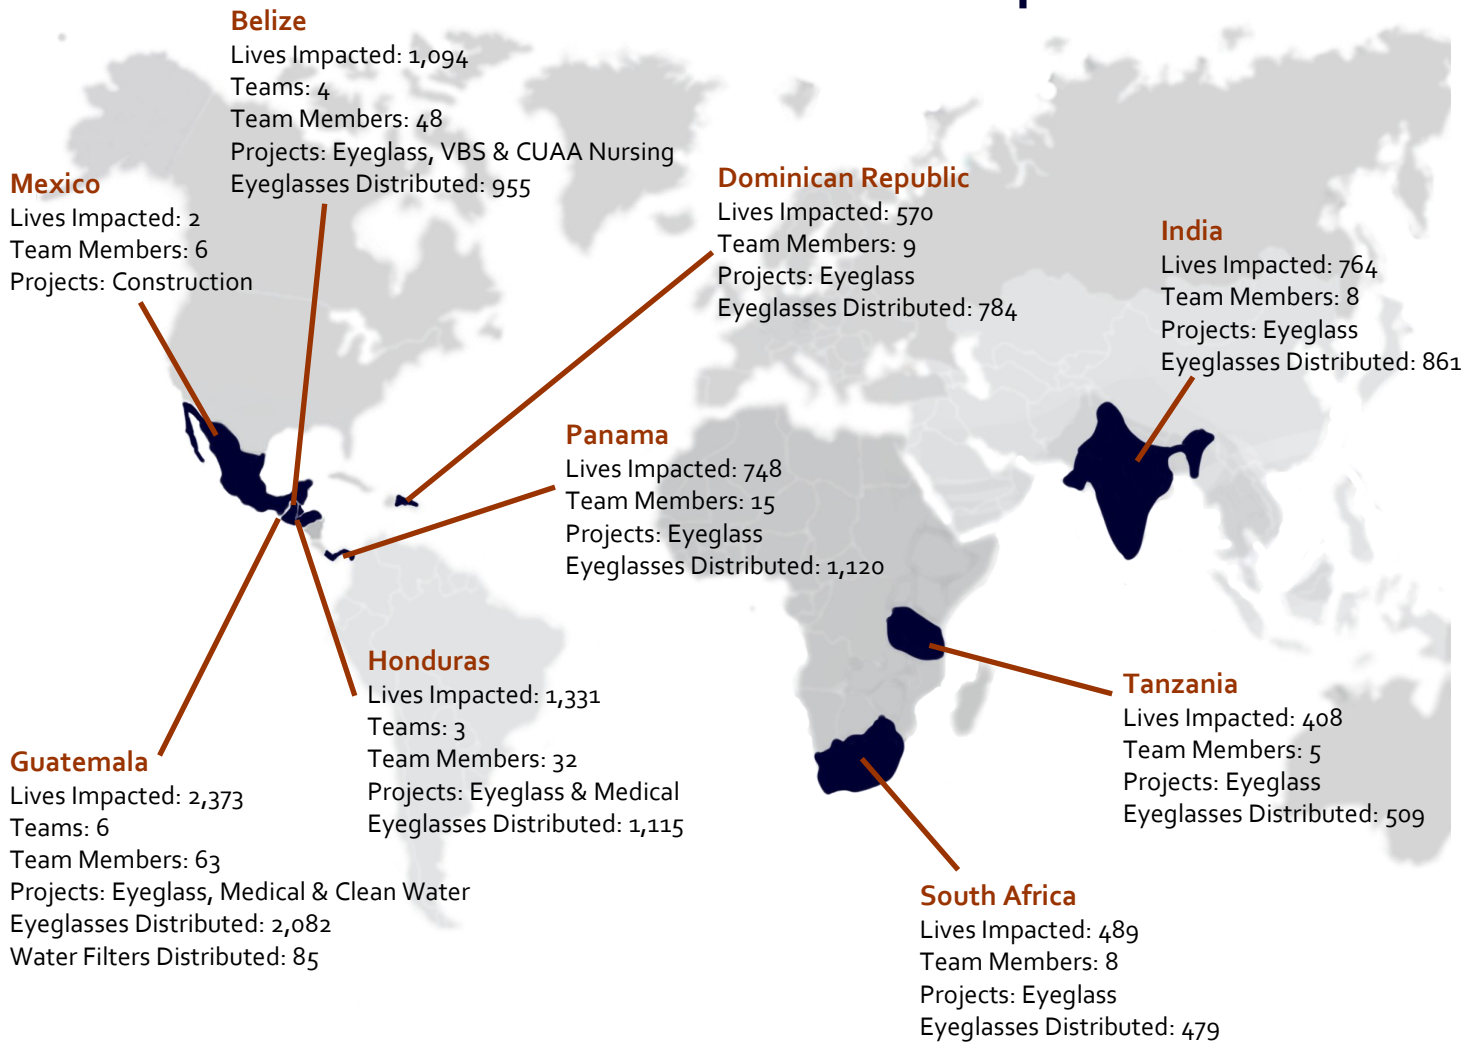 Belize
Lives Impacted: 1,094
Teams: 4
Team Members: 48
Projects: Eyeglass, VBS & CUAA Nursing
Eyeglasses Distributed: 955
Mexico
Lives Impacted: 2
Team Members: 6
Projects: Construction
Dominican Republic
Lives Impacted: 570
Team Members: 9
Projects: Eyeglass
Eyeglasses Distributed: 784
India
Lives Impacted: 764
Team Members: 8
Projects: Eyeglass
Eyeglasses Distributed: 861
Panama
Lives Impacted: 748
Team Members: 15
Projects: Eyeglass
Eyeglasses Distributed: 1,120
Honduras
Lives Impacted: 1,331
Teams: 3
Team Members: 32
Projects: Eyeglass & Medical
Eyeglasses Distributed: 1,115
Guatemala
Lives Impacted: 2,373
Teams: 6
Team Members: 63
Projects: Eyeglass, Medical & Clean Water
Eyeglasses Distributed: 2,082
Water Filters Distributed: 85
Tanzania
Lives Impacted: 408
Team Members: 5
Projects: Eyeglass
Eyeglasses Distributed: 509
South Africa
Lives Impacted: 489
Team Members: 8
Projects: Eyeglass
Eyeglasses Distributed: 479